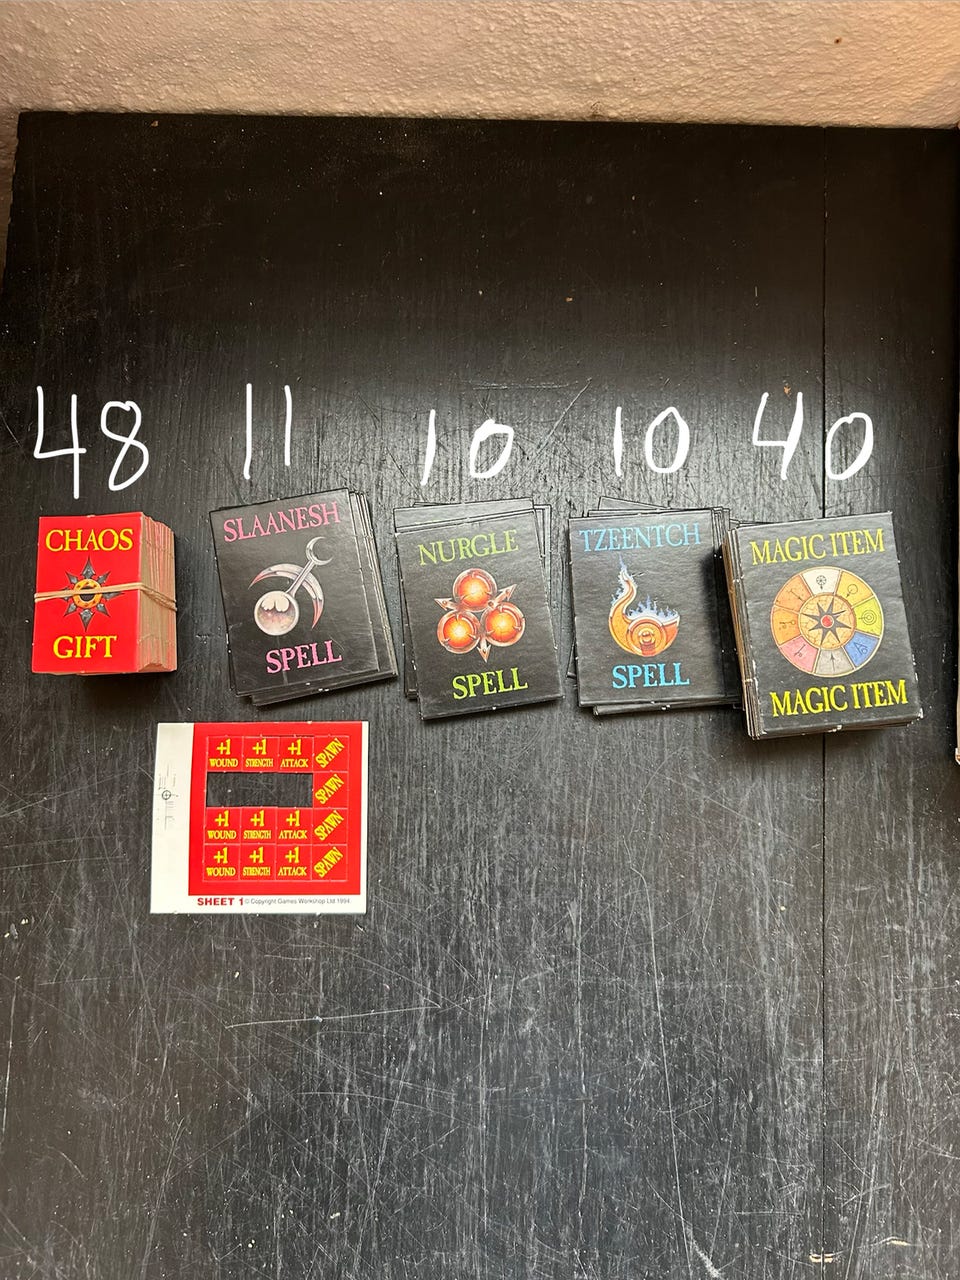 48 11 10 10 40
CHAOS
GIFT
SLAANESH
SPELL
NURGLE
SPELL
TZEENTCH
SPELL
MAGIC ITEM
MAGIC ITEM
+1 WOUND +1 STRENGTH +1 ATTACK SPAWN
SPAWN
+1 WOUND +1 STRENGTH +1 ATTACK SPAWN
+1 WOUND +1 STRENGTH +1 ATTACK SPAWN
SHEET 1 © Copyright Games Workshop Ltd 1994